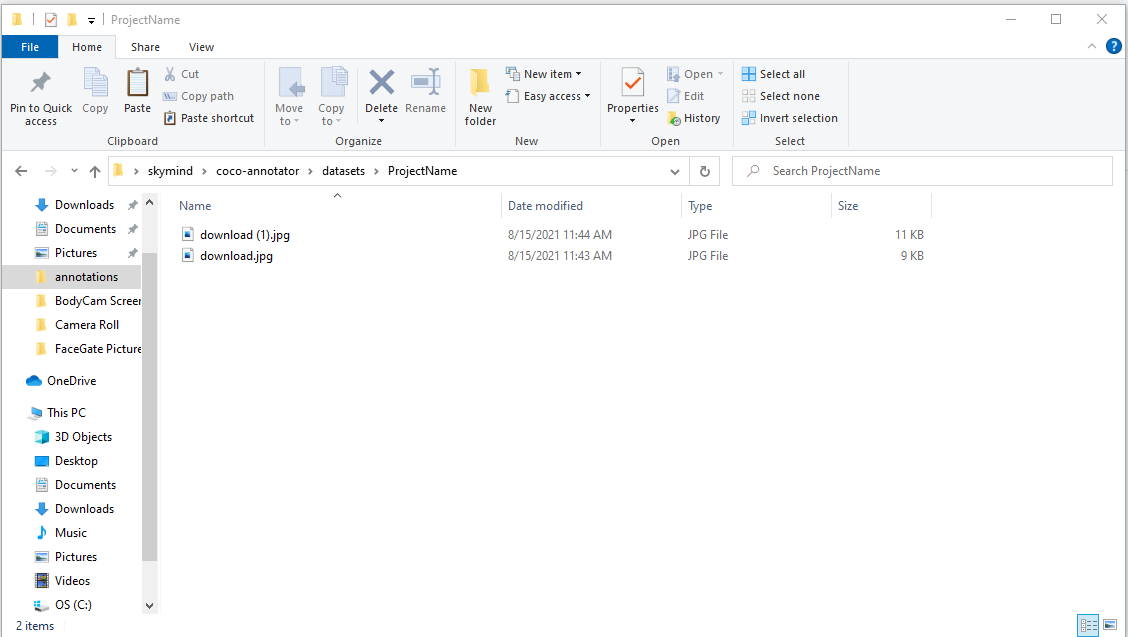 ProjectName
File Home Share View
Pin to Quick access
Copy
Paste
Cut
Copy path
Paste shortcut
Clipboard
Move to
Copy to
Delete
Rename
Organize
New folder
New item
Easy access
New
Properties
Open
Edit
History
Open
Select all
Select none
Invert selection
Select
skymind › coco-annotator › datasets › ProjectName
Search ProjectName
Downloads
Documents
Pictures
annotations
BodyCam Screer
Camera Roll
FaceGate Picture
OneDrive
This PC
3D Objects
Desktop
Documents
Downloads
Music
Pictures
Videos
OS (C:)
Name Date modified Type Size
download (1).jpg 8/15/2021 11:44 AM JPG File 11 KB
download.jpg 8/15/2021 11:43 AM JPG File 9 KB
2 items